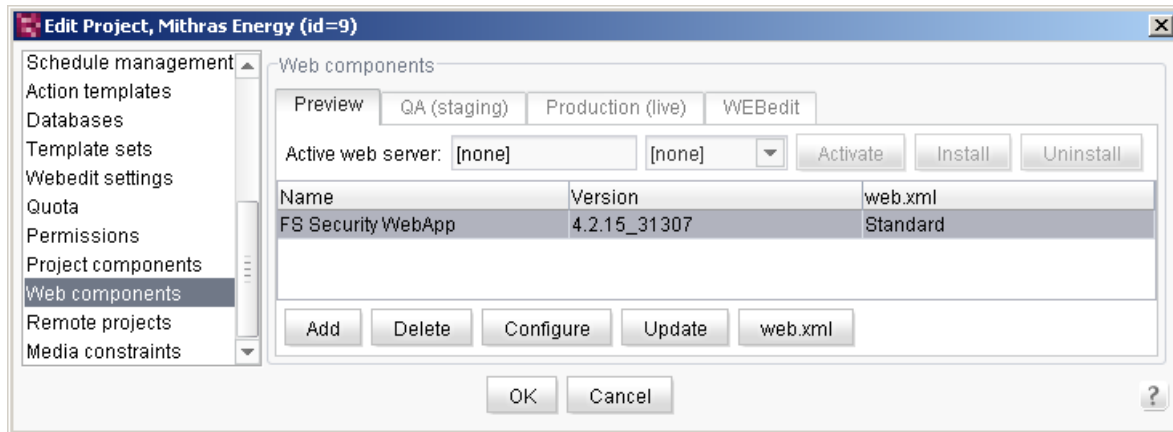 Edit Project, Mithras Energy (id=9)
Schedule management
Action templates
Databases
Template sets
Webedit settings
Quota
Permissions
Project components
Web components
Remote projects
Media constraints
Web components
Preview QA (staging) Production (live) WEBedit
Active web server: [none] [none] Activate Install Uninstall
Name Version web.xml
FS Security WebApp 4.2.15_31307 Standard
Add Delete Configure Update web.xml
OK Cancel ?